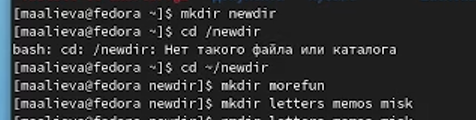 [maalieva@fedora ~]$ mkdir newdir
[maalieva@fedora ~]$ cd /newdir
bash: cd: /newdir: Нет такого файла или каталога
[maalieva@fedora ~]$ cd ~/newdir
[maalieva@fedora newdir]$ mkdir morefun
[maalieva@fedora newdir]$ mkdir letters memos misk